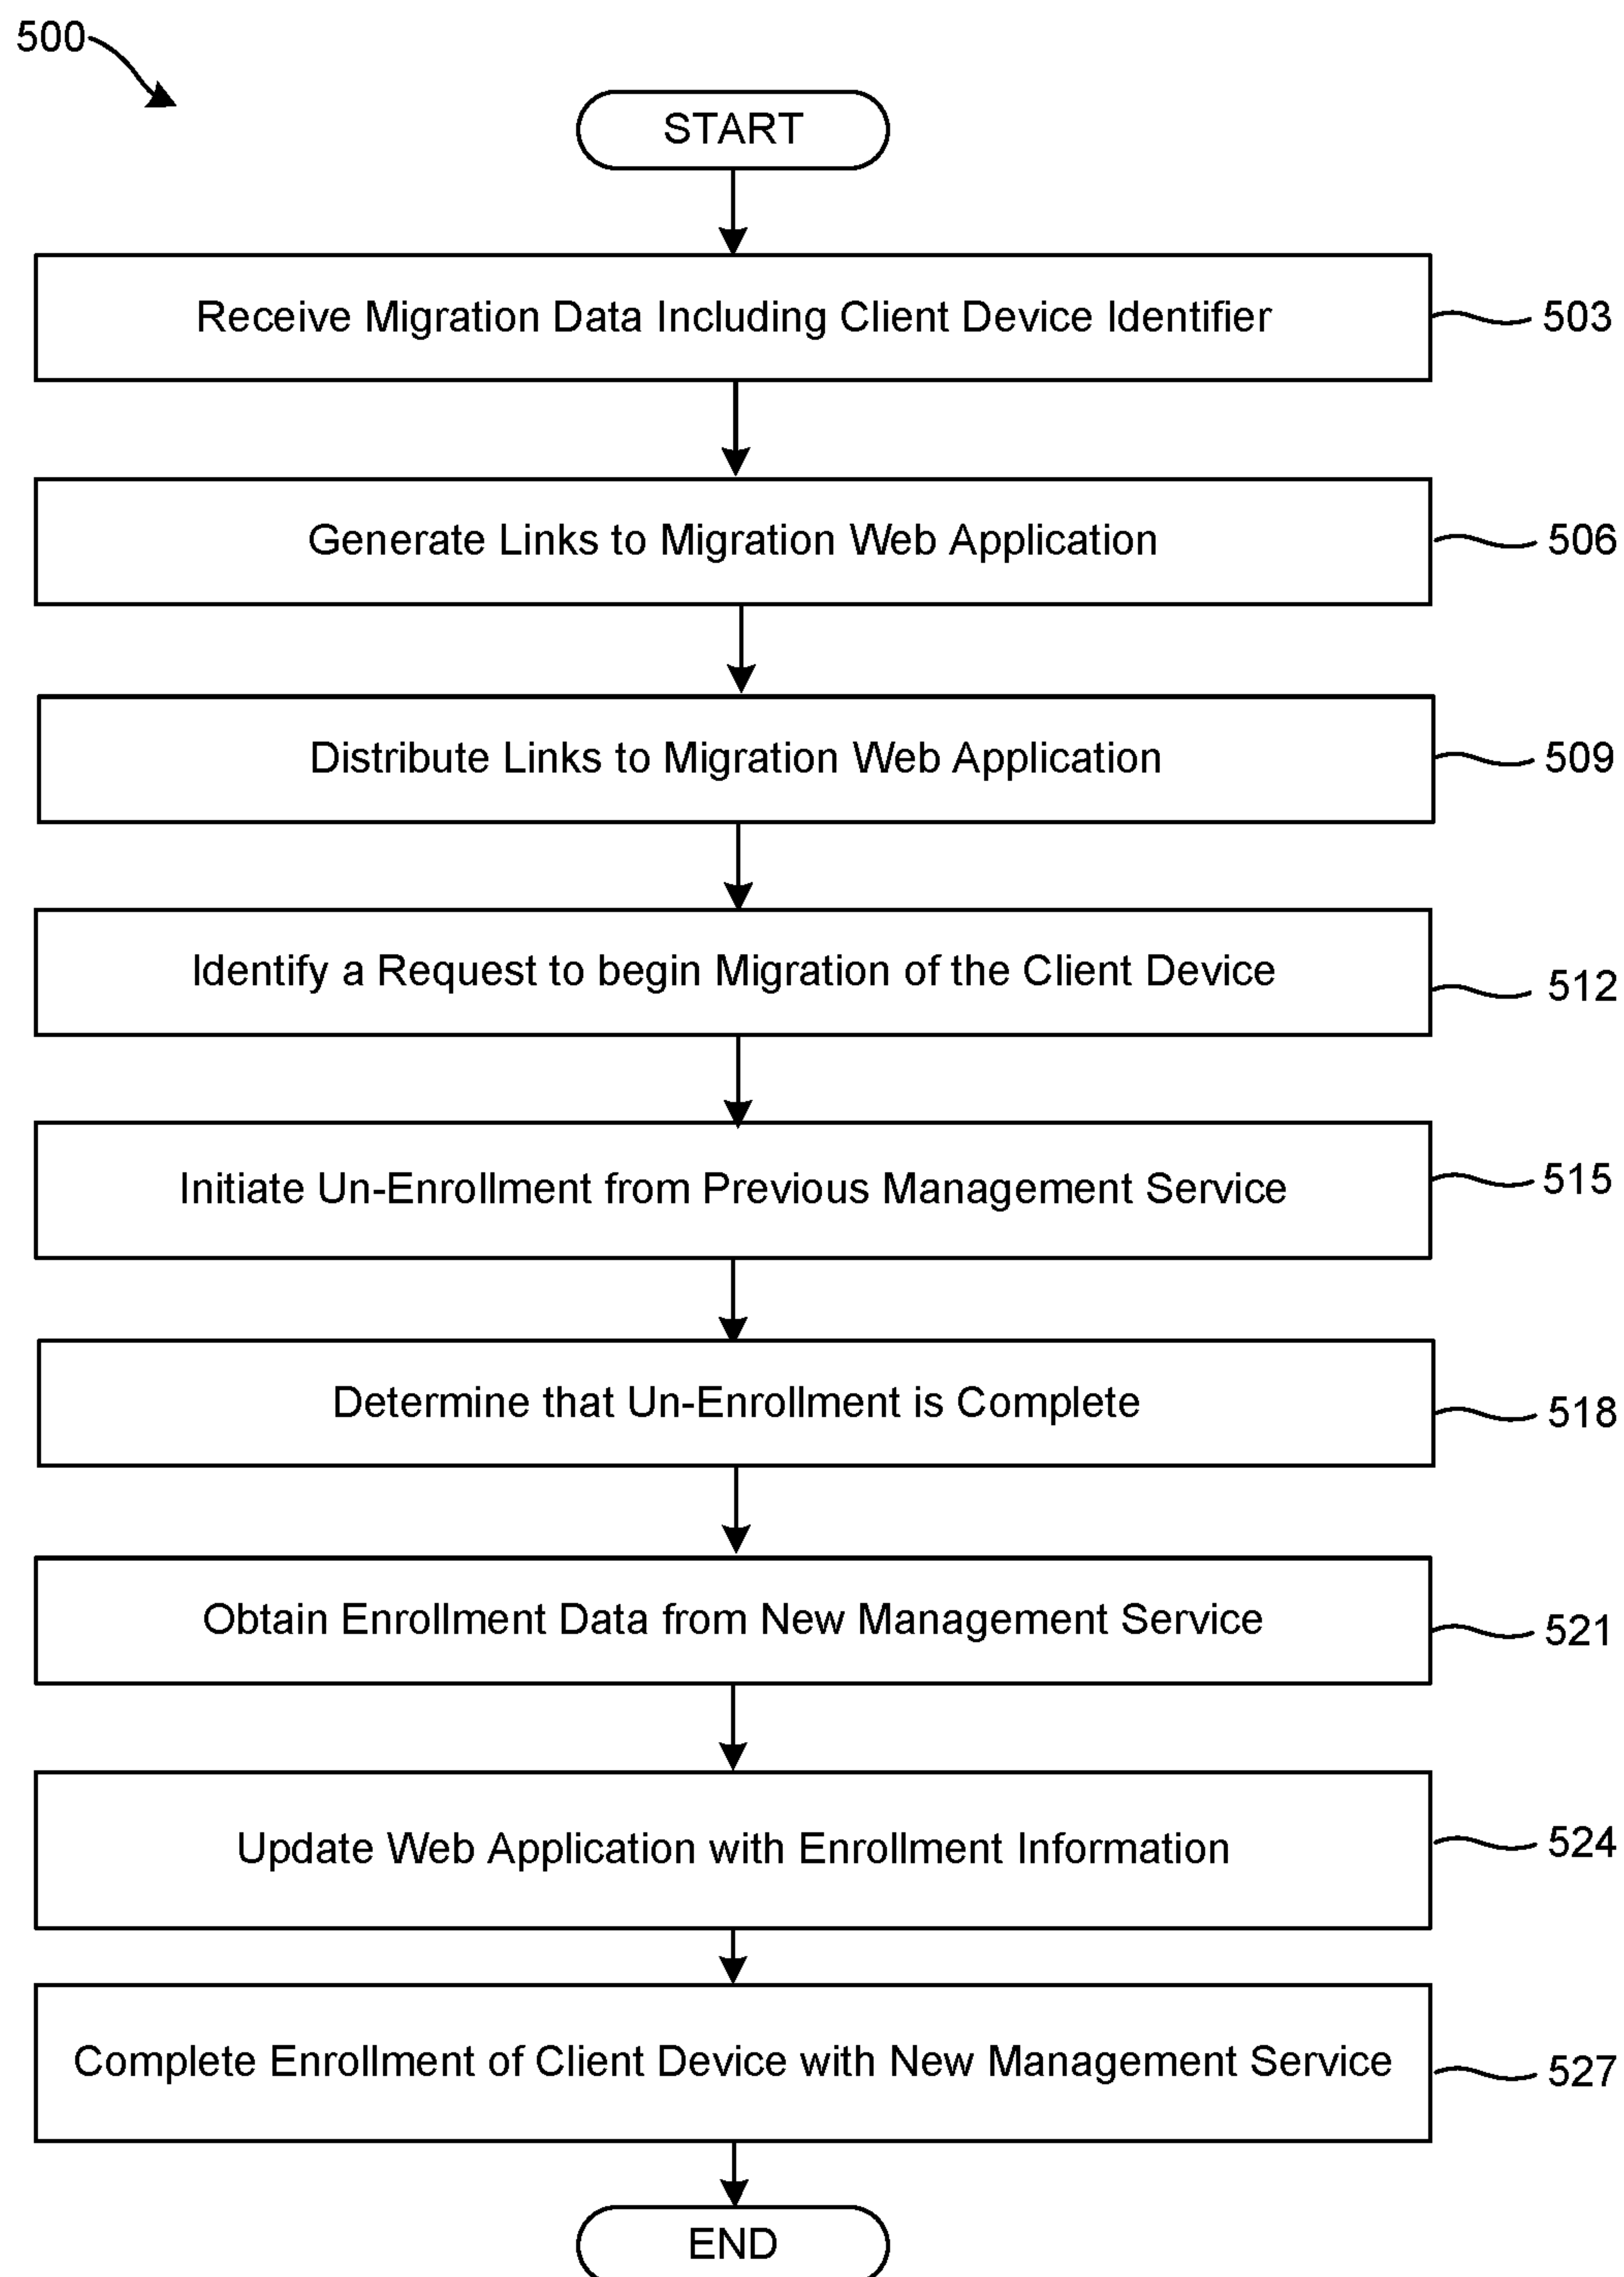 500
START
Receive Migration Data Including Client Device Identifier
503
Generate Links to Migration Web Application
506
Distribute Links to Migration Web Application
509
Identify a Request to begin Migration of the Client Device
512
Initiate Un-Enrollment from Previous Management Service
515
Determine that Un-Enrollment is Complete
518
Obtain Enrollment Data from New Management Service
521
Update Web Application with Enrollment Information
524
Complete Enrollment of Client Device with New Management Service
527
END